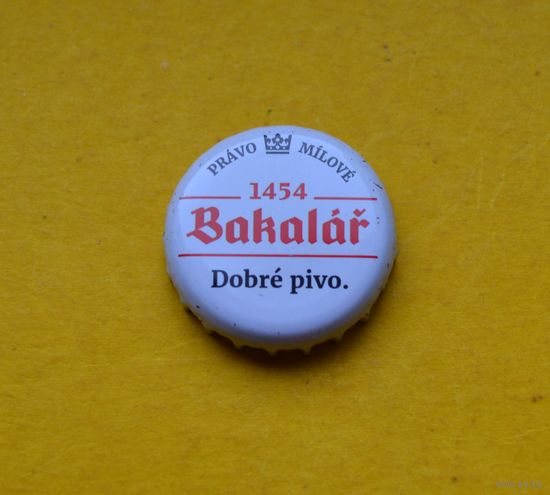 PRÁVO MÍLOVÉ
1454
Bakalář
Dobré pivo.